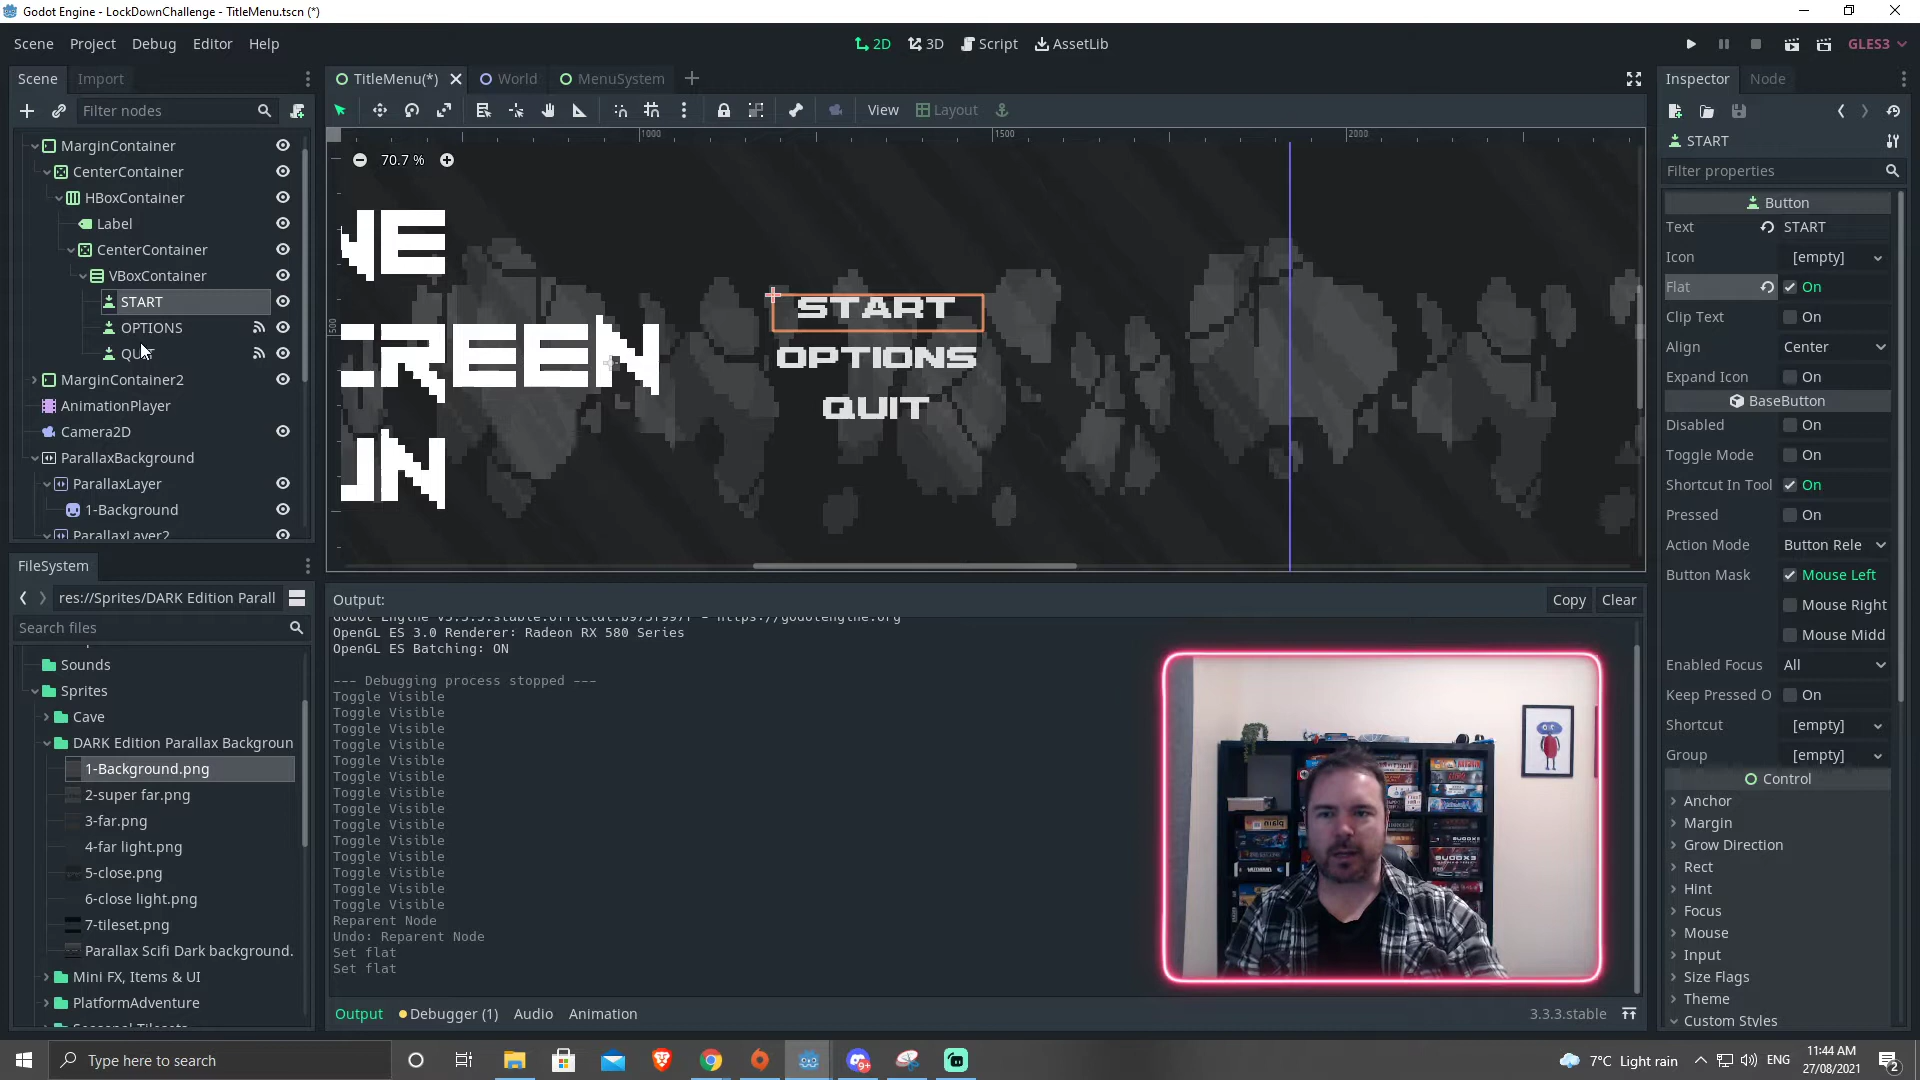 Godot Engine - LockDownChallenge - TitleMenu.tscn (*)
Scene Project Debug Editor Help
2D 3D Script AssetLib
GLES3
Scene Import
Filter nodes
MarginContainer
CenterContainer
HBoxContainer
Label
CenterContainer
VBoxContainer
START
OPTIONS
MarginContainer2
AnimationPlayer
Camera2D
ParallaxBackground
ParallaxLayer
1-Background
ParallaxLayer2
FileSystem
res://Sprites/DARK Edition Parall
Search files
Sounds
Sprites
Cave
DARK Edition Parallax Backgroun
1-Background.png
2-super far.png
3-far.png
4-far light.png
5-close.png
6-close light.png
7-tileset.png
Parallax Scifi Dark background.
Mini FX, Items & UI
PlatformAdventure
TitleMenu(*) World MenuSystem
View Layout
1000 1500 2000
500
70.7 %
START
OPTIONS
QUIT
Output: Copy Clear
OpenGL ES 3.0 Renderer: Radeon RX 580 Series
OpenGL ES Batching: ON
--- Debugging process stopped ---
Toggle Visible
Toggle Visible
Toggle Visible
Toggle Visible
Toggle Visible
Toggle Visible
Toggle Visible
Toggle Visible
Toggle Visible
Toggle Visible
Toggle Visible
Toggle Visible
Toggle Visible
Toggle Visible
Reparent Node
Undo: Reparent Node
Set flat
Set flat
Output Debugger (1) Audio Animation
3.3.3.stable
Inspector Node
START
Filter properties
Button
Text START
Icon [empty]
Flat On
Clip Text On
Align Center
Expand Icon On
BaseButton
Disabled On
Toggle Mode On
Shortcut In Tool On
Pressed On
Action Mode Button Rele
Button Mask Mouse Left
Mouse Right
Mouse Midd
Enabled Focus All
Keep Pressed O On
Shortcut [empty]
Group [empty]
Control
Anchor
Margin
Grow Direction
Rect
Hint
Focus
Mouse
Input
Size Flags
Theme
Custom Styles
Type here to search
7°C Light rain
ENG
11:44 AM
27/08/2021
2